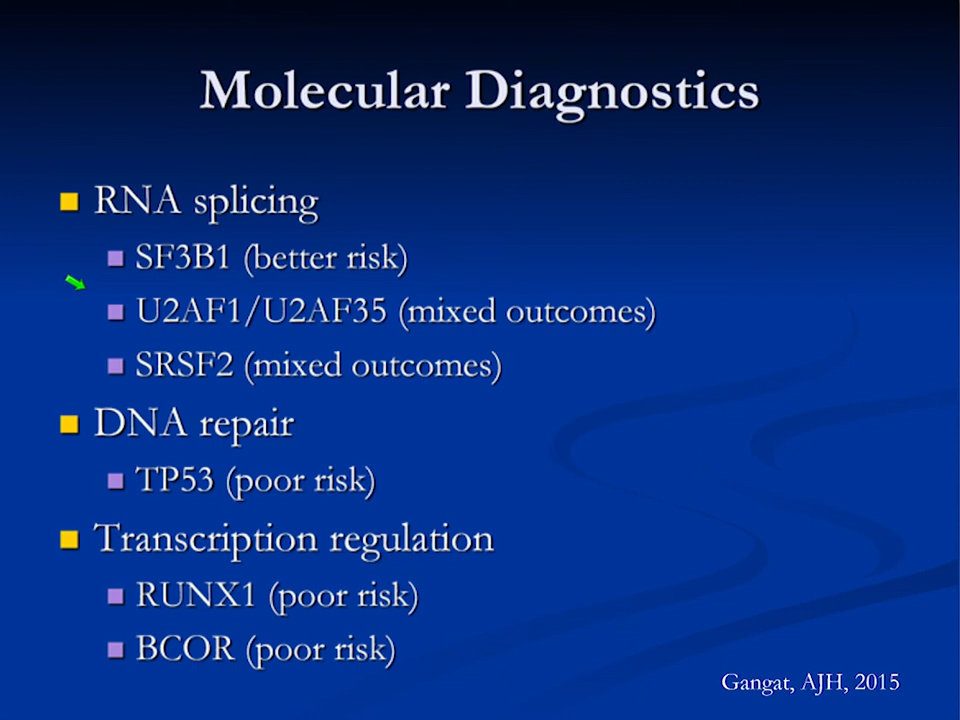 Molecular Diagnostics
RNA splicing
SF3B1 (better risk)
U2AF1/U2AF35 (mixed outcomes)
SRSF2 (mixed outcomes)
DNA repair
TP53 (poor risk)
Transcription regulation
RUNX1 (poor risk)
BCOR (poor risk)
Gangat, AJH, 2015